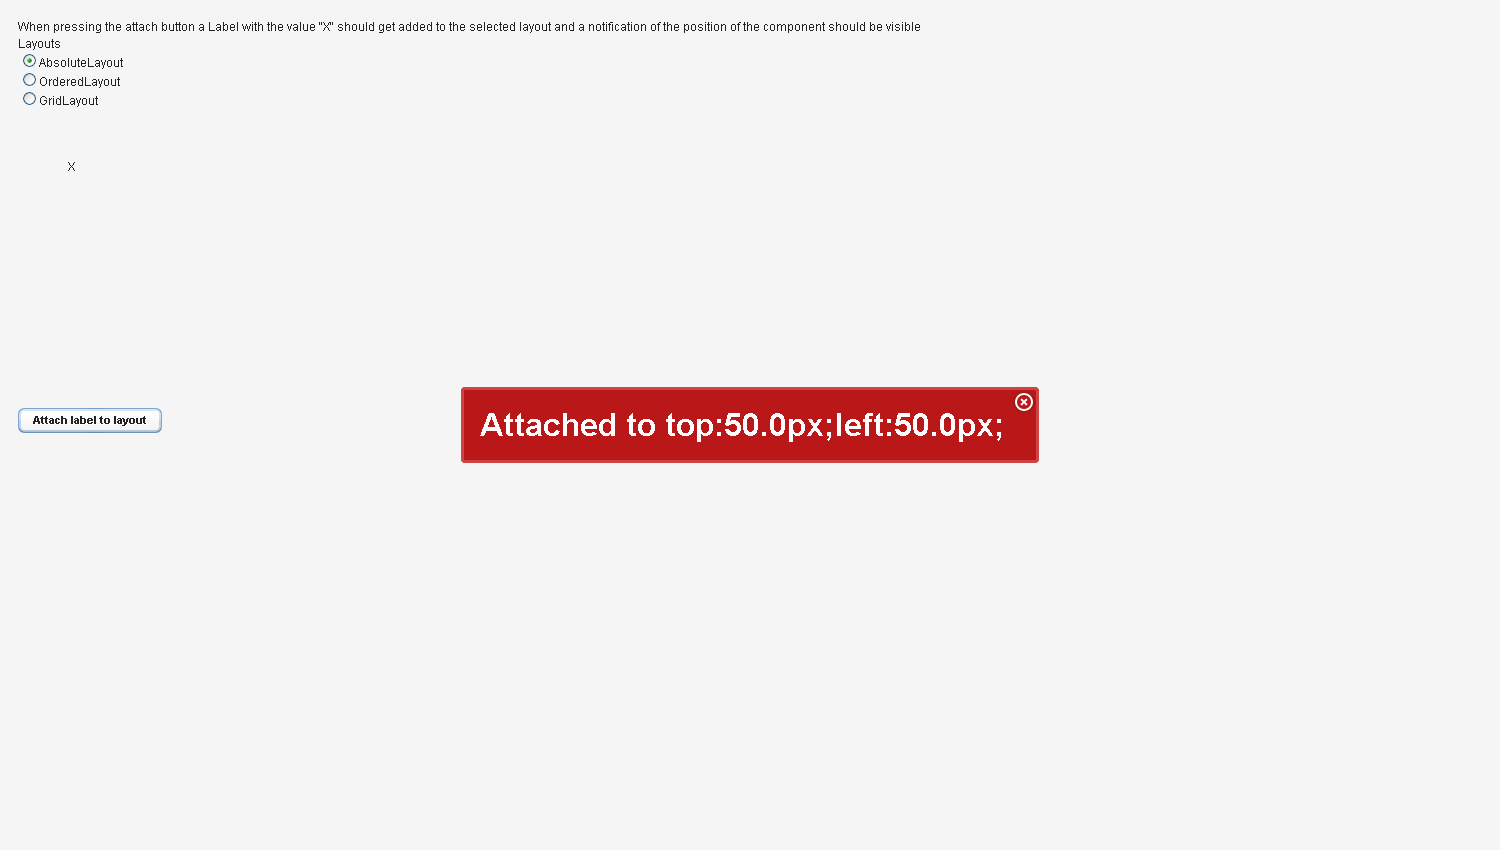 When pressing the attach button a Label with the value "X" should get added to the selected layout and a notification of the position of the component should be visible
Layouts
AbsoluteLayout
OrderedLayout
GridLayout
X
Attach label to layout
Attached to top:50.0px;left:50.0px;